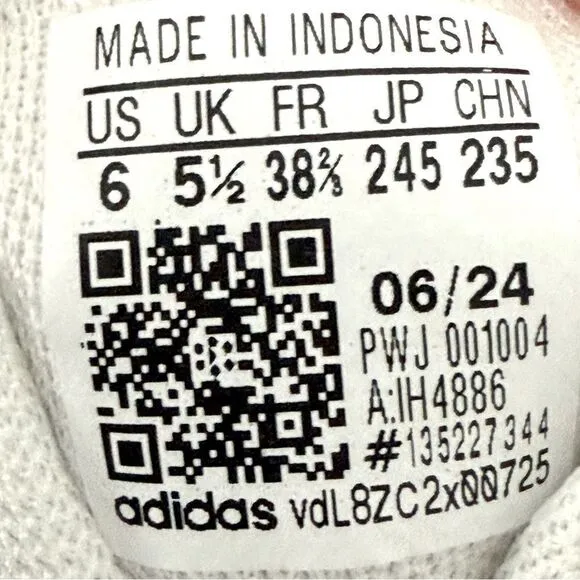 MADE IN INDONESIA
US UK FR JP CHN
6 5½ 38⅔ 245 235
06/24
PWJ 001004
A:IH4886
#135227344
adidas vdL8ZC2x00725